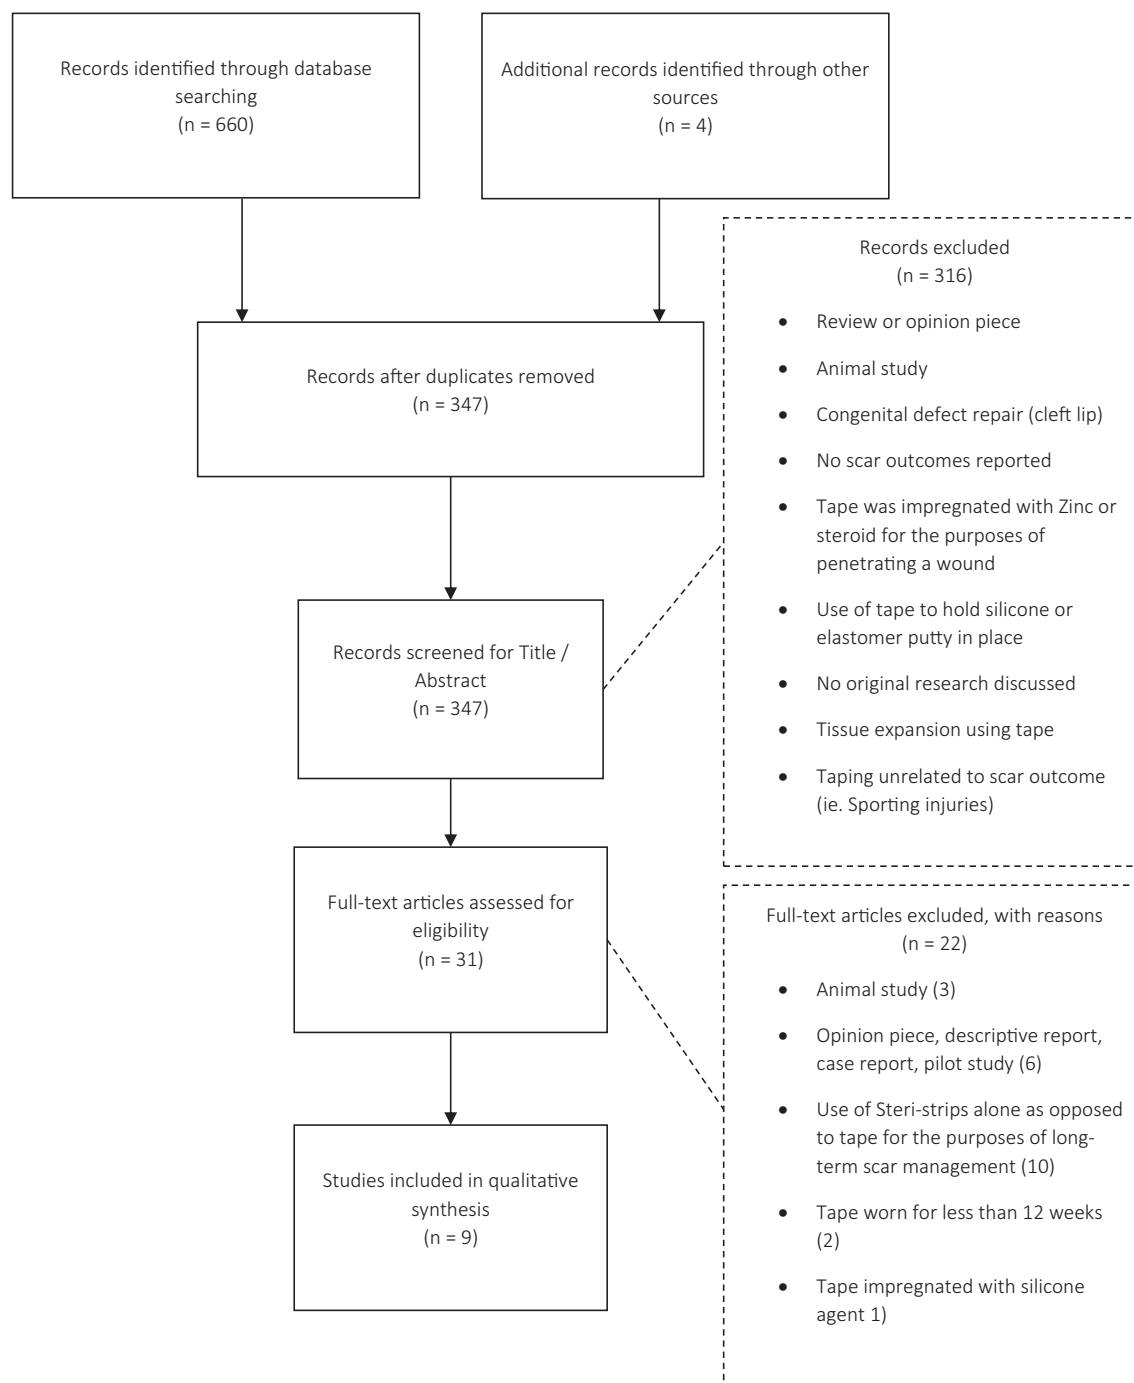 Records identified through database
searching
(n = 660)
Additional records identified through other
sources
(n = 4)
Records after duplicates removed
(n = 347)
Records screened for Title /
Abstract
(n = 347)
Records excluded
(n = 316)
• Review or opinion piece
• Animal study
• Congenital defect repair (cleft lip)
• No scar outcomes reported
• Tape was impregnated with Zinc or
steroid for the purposes of
penetrating a wound
• Use of tape to hold silicone or
elastomer putty in place
• No original research discussed
• Tissue expansion using tape
• Taping unrelated to scar outcome
(ie. Sporting injuries)
Full-text articles assessed for
eligibility
(n = 31)
Full-text articles excluded, with reasons
(n = 22)
• Animal study (3)
• Opinion piece, descriptive report,
case report, pilot study (6)
• Use of Steri-strips alone as opposed
to tape for the purposes of long-
term scar management (10)
• Tape worn for less than 12 weeks
(2)
• Tape impregnated with silicone
agent 1)
Studies included in qualitative
synthesis
(n = 9)